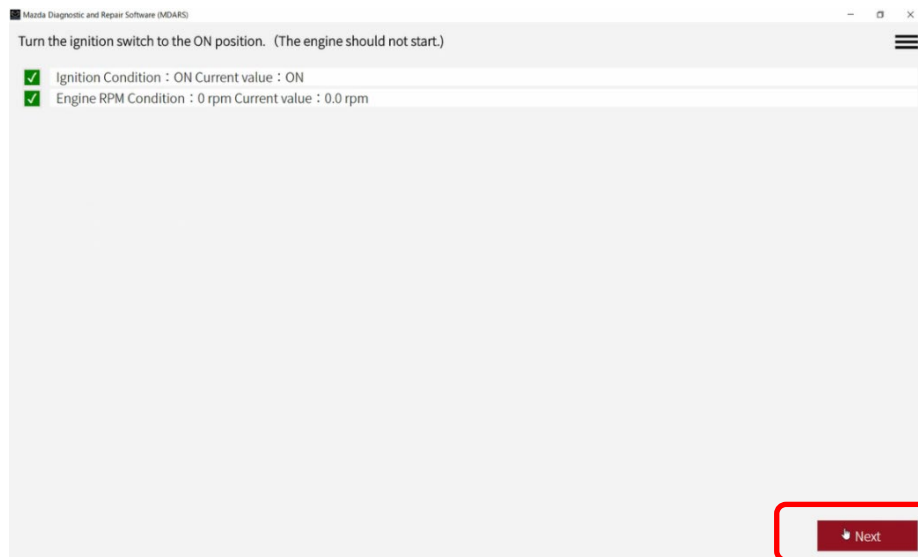 Mazda Diagnostic and Repair Software (MDARS)
Turn the ignition switch to the ON position. (The engine should not start.)
Ignition Condition：ON Current value：ON
Engine RPM Condition：0 rpm Current value：0.0 rpm
Next